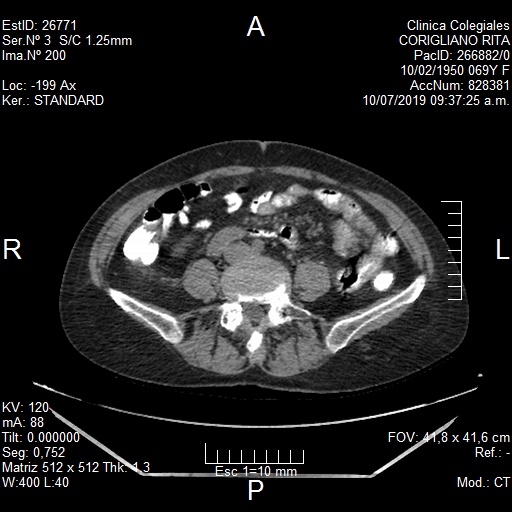 EstID: 26771
Ser.Nº 3 S/C 1.25mm
Ima.Nº 200
Loc: -199 Ax
Ker.: STANDARD
A
Clinica Colegiales
CORIGLIANO RITA
PacID: 266882/0
10/02/1950 069Y F
AccNum: 828381
10/07/2019 09:37:25 a.m.
R
L
KV: 120
mA: 88
Tilt: 0.000000
Seg: 0,752
Matriz 512 x 512 Thk: 1.3
W:400 L:40
Esc 1=10 mm
P
FOV: 41,8 x 41,6 cm
Ref.: -
Mod.: CT